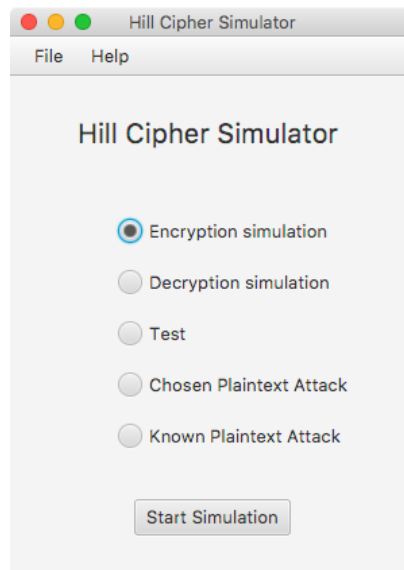 Hill Cipher Simulator
File Help
Hill Cipher Simulator
Encryption simulation
Decryption simulation
Test
Chosen Plaintext Attack
Known Plaintext Attack
Start Simulation